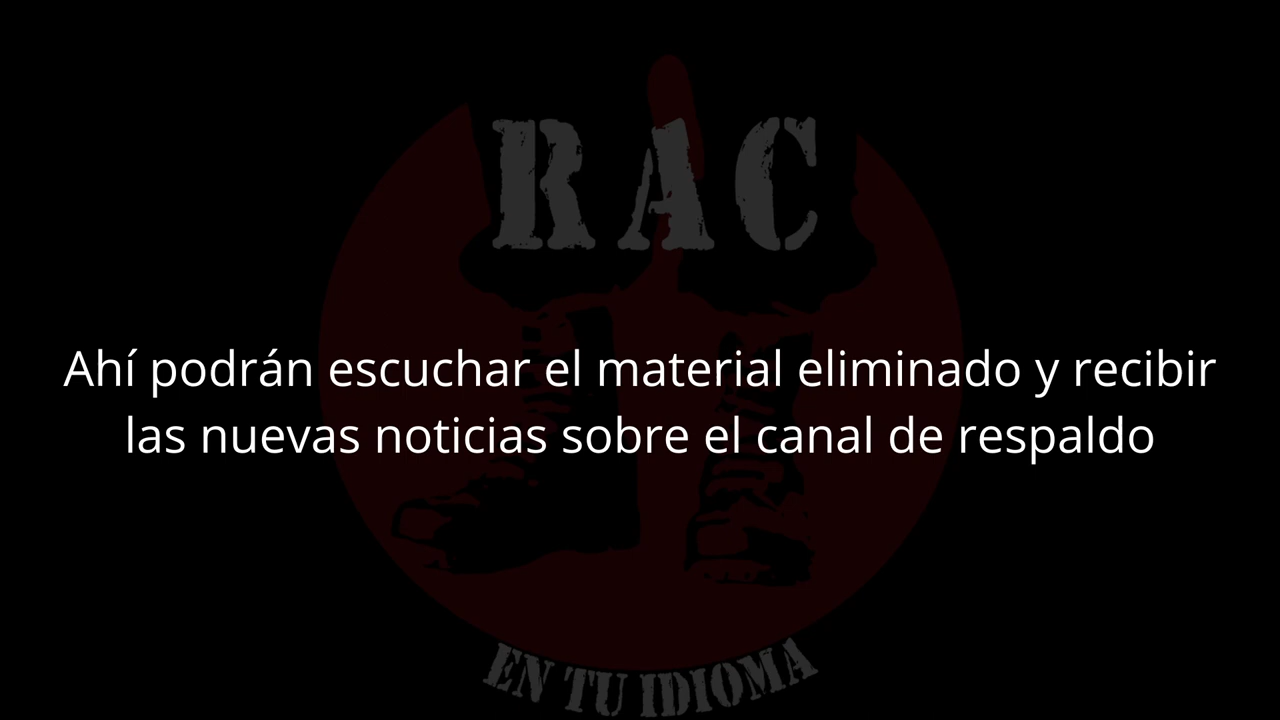 RAC
Ahí podrán escuchar el material eliminado y recibir
las nuevas noticias sobre el canal de respaldo
EN TU IDIOMA